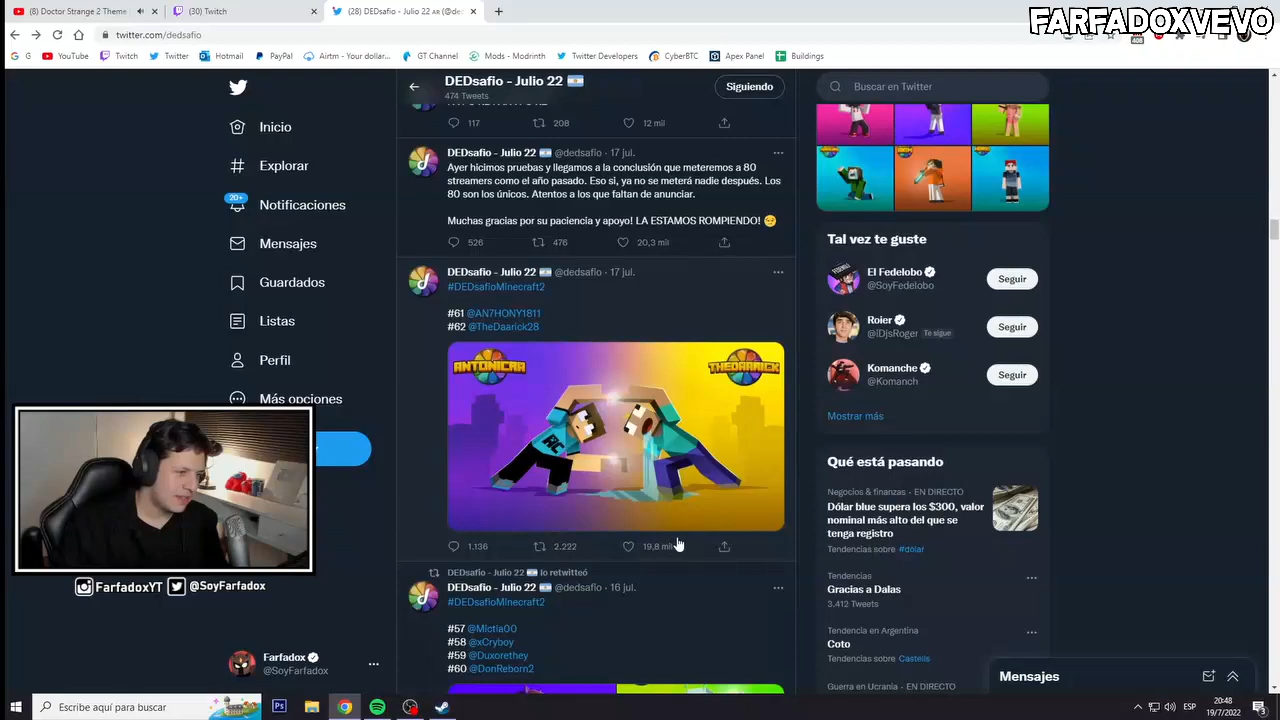 (8) Doctor Strange 2 Theme
(30) Twitch
(28) DEDsafio - Julio 22 AR (@de
twitter.com/dedsafio
FARFADOXVEVO
G
YouTube
Twitch
Twitter
Hotmail
PayPal
Airtm - Your dollar...
GT Channel
Mods - Modrinth
Twitter Developers
CyberBTC
Apex Panel
Buildings
DEDsafio - Julio 22
474 Tweets
Siguiendo
Buscar en Twitter
Inicio
Explorar
20+
Notificaciones
Mensajes
Guardados
Listas
Perfil
Más opciones
117
208
12 mil
DEDsafio - Julio 22 @dedsafio · 17 jul.
Ayer hicimos pruebas y llegamos a la conclusión que meteremos a 80
streamers como el año pasado. Eso si, ya no se meterá nadie después. Los
80 son los únicos. Atentos a los que faltan de anunciar.
Muchas gracias por su paciencia y apoyo! LA ESTAMOS ROMPIENDO!
526
476
20,3 mil
DEDsafio - Julio 22 @dedsafio · 17 jul.
#DEDsafioMinecraft2
#61 @AN7HONY1811
#62 @TheDaarick28
ANTONICRA
THEDARRICK
RC
1.136
2.222
19,8 mil
DEDsafio - Julio 22 lo retwitteó
DEDsafio - Julio 22 @dedsafio · 16 jul.
#DEDsafioMinecraft2
#57 @Mictia00
#58 @xCryboy
#59 @Duxorethey
#60 @DonReborn2
Tal vez te guste
El Fedelobo
@SoyFedelobo
Seguir
Roier
@iDjsRoger Te sigue
Seguir
Komanche
@Komanch
Seguir
Mostrar más
Qué está pasando
Negocios & finanzas · EN DIRECTO
Dólar blue supera los $300, valor
nominal más alto del que se
tenga registro
Tendencias sobre #dólar
Tendencias
Gracias a Dalas
3.412 Tweets
Tendencia en Argentina
Coto
Tendencias sobre Castells
Guerra en Ucrania · EN DIRECTO
Mensajes
FarfadoxYT
@SoyFarfadox
Farfadox
@SoyFarfadox
Escribe aquí para buscar
ESP
20:48
19/7/2022